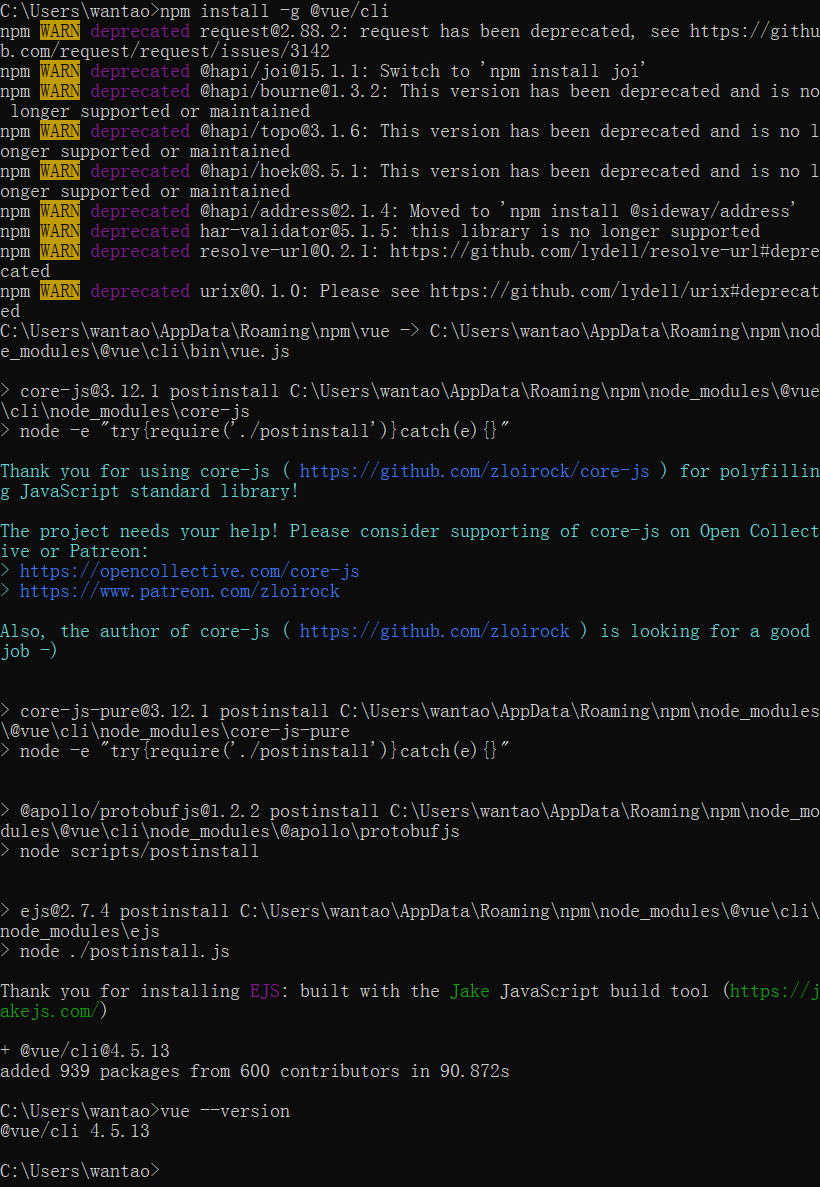 C:\Users\wantao>npm install -g @vue/cli
npm WARN deprecated request@2.88.2: request has been deprecated, see https://githu
b.com/request/request/issues/3142
npm WARN deprecated @hapi/joi@15.1.1: Switch to 'npm install joi'
npm WARN deprecated @hapi/bourne@1.3.2: This version has been deprecated and is no
 longer supported or maintained
npm WARN deprecated @hapi/topo@3.1.6: This version has been deprecated and is no l
onger supported or maintained
npm WARN deprecated @hapi/hoek@8.5.1: This version has been deprecated and is no l
onger supported or maintained
npm WARN deprecated @hapi/address@2.1.4: Moved to 'npm install @sideway/address'
npm WARN deprecated har-validator@5.1.5: this library is no longer supported
npm WARN deprecated resolve-url@0.2.1: https://github.com/lydell/resolve-url#depre
cated
npm WARN deprecated urix@0.1.0: Please see https://github.com/lydell/urix#deprecat
ed
C:\Users\wantao\AppData\Roaming\npm\vue -> C:\Users\wantao\AppData\Roaming\npm\nod
e_modules\@vue\cli\bin\vue.js
> core-js@3.12.1 postinstall C:\Users\wantao\AppData\Roaming\npm\node_modules\@vue
\cli\node_modules\core-js
> node -e "try{require('./postinstall')}catch(e){}"
Thank you for using core-js ( https://github.com/zloirock/core-js ) for polyfillin
g JavaScript standard library!
The project needs your help! Please consider supporting of core-js on Open Collect
ive or Patreon:
> https://opencollective.com/core-js
> https://www.patreon.com/zloirock
Also, the author of core-js ( https://github.com/zloirock ) is looking for a good
job -)
> core-js-pure@3.12.1 postinstall C:\Users\wantao\AppData\Roaming\npm\node_modules
\@vue\cli\node_modules\core-js-pure
> node -e "try{require('./postinstall')}catch(e){}"
> @apollo/protobufjs@1.2.2 postinstall C:\Users\wantao\AppData\Roaming\npm\node_mo
dules\@vue\cli\node_modules\@apollo\protobufjs
> node scripts/postinstall
> ejs@2.7.4 postinstall C:\Users\wantao\AppData\Roaming\npm\node_modules\@vue\cli\
node_modules\ejs
> node ./postinstall.js
Thank you for installing EJS: built with the Jake JavaScript build tool (https://j
akejs.com/)
+ @vue/cli@4.5.13
added 939 packages from 600 contributors in 90.872s
C:\Users\wantao>vue --version
@vue/cli 4.5.13
C:\Users\wantao>